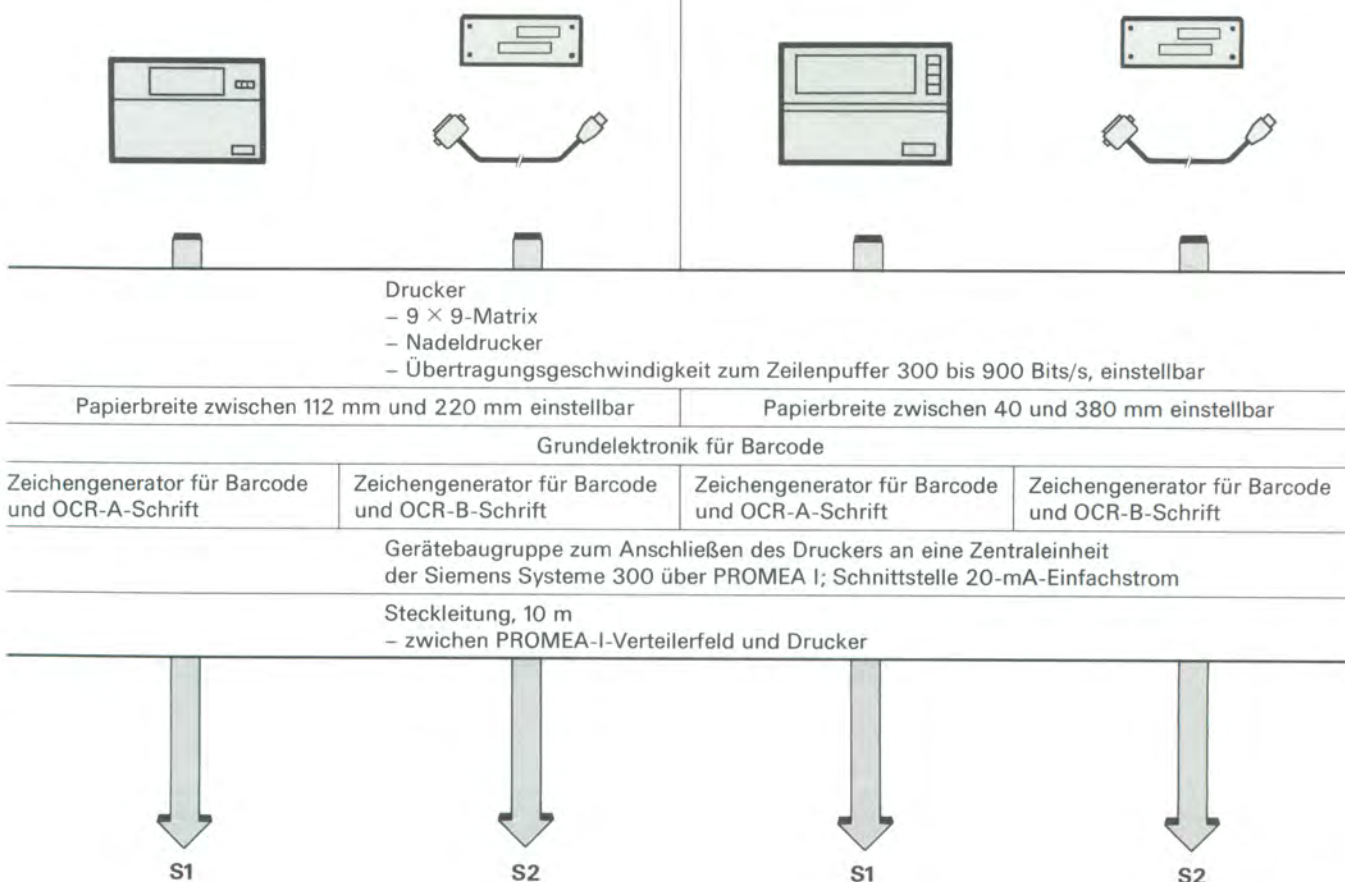 Drucker
– 9 × 9-Matrix
– Nadeldrucker
– Übertragungsgeschwindigkeit zum Zeilenpuffer 300 bis 900 Bits/s, einstellbar
Papierbreite zwischen 112 mm und 220 mm einstellbar
Papierbreite zwischen 40 und 380 mm einstellbar
Grundelektronik für Barcode
Zeichengenerator für Barcode
und OCR-A-Schrift
Zeichengenerator für Barcode
und OCR-B-Schrift
Zeichengenerator für Barcode
und OCR-A-Schrift
Zeichengenerator für Barcode
und OCR-B-Schrift
Gerätebaugruppe zum Anschließen des Druckers an eine Zentraleinheit
der Siemens Systeme 300 über PROMEA I; Schnittstelle 20-mA-Einfachstrom
Steckleitung, 10 m
– zwichen PROMEA-I-Verteilerfeld und Drucker
S1
S2
S1
S2